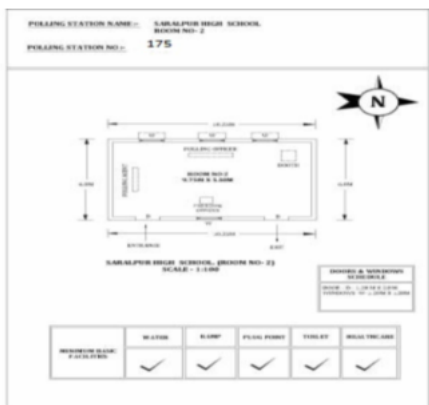 POLLING STATION NAME :- SARALPUR HIGH SCHOOL
ROOM NO- 2
POLLING STATION NO :- 175
N
POLLING OFFICER
POLLING AGENT
BOOTH
ROOM NO-2
PRESIDING
OFFICER
ENTRANCE
EXIT
SARALPUR HIGH SCHOOL, (ROOM NO- 2)
SCALE - 1:100
DOORS & WINDOWS
SCHEDULE
MINIMUM BASIC
FACILITIES
WATER
RAMP
PLUG POINT
TOILET
HEALTHCARE